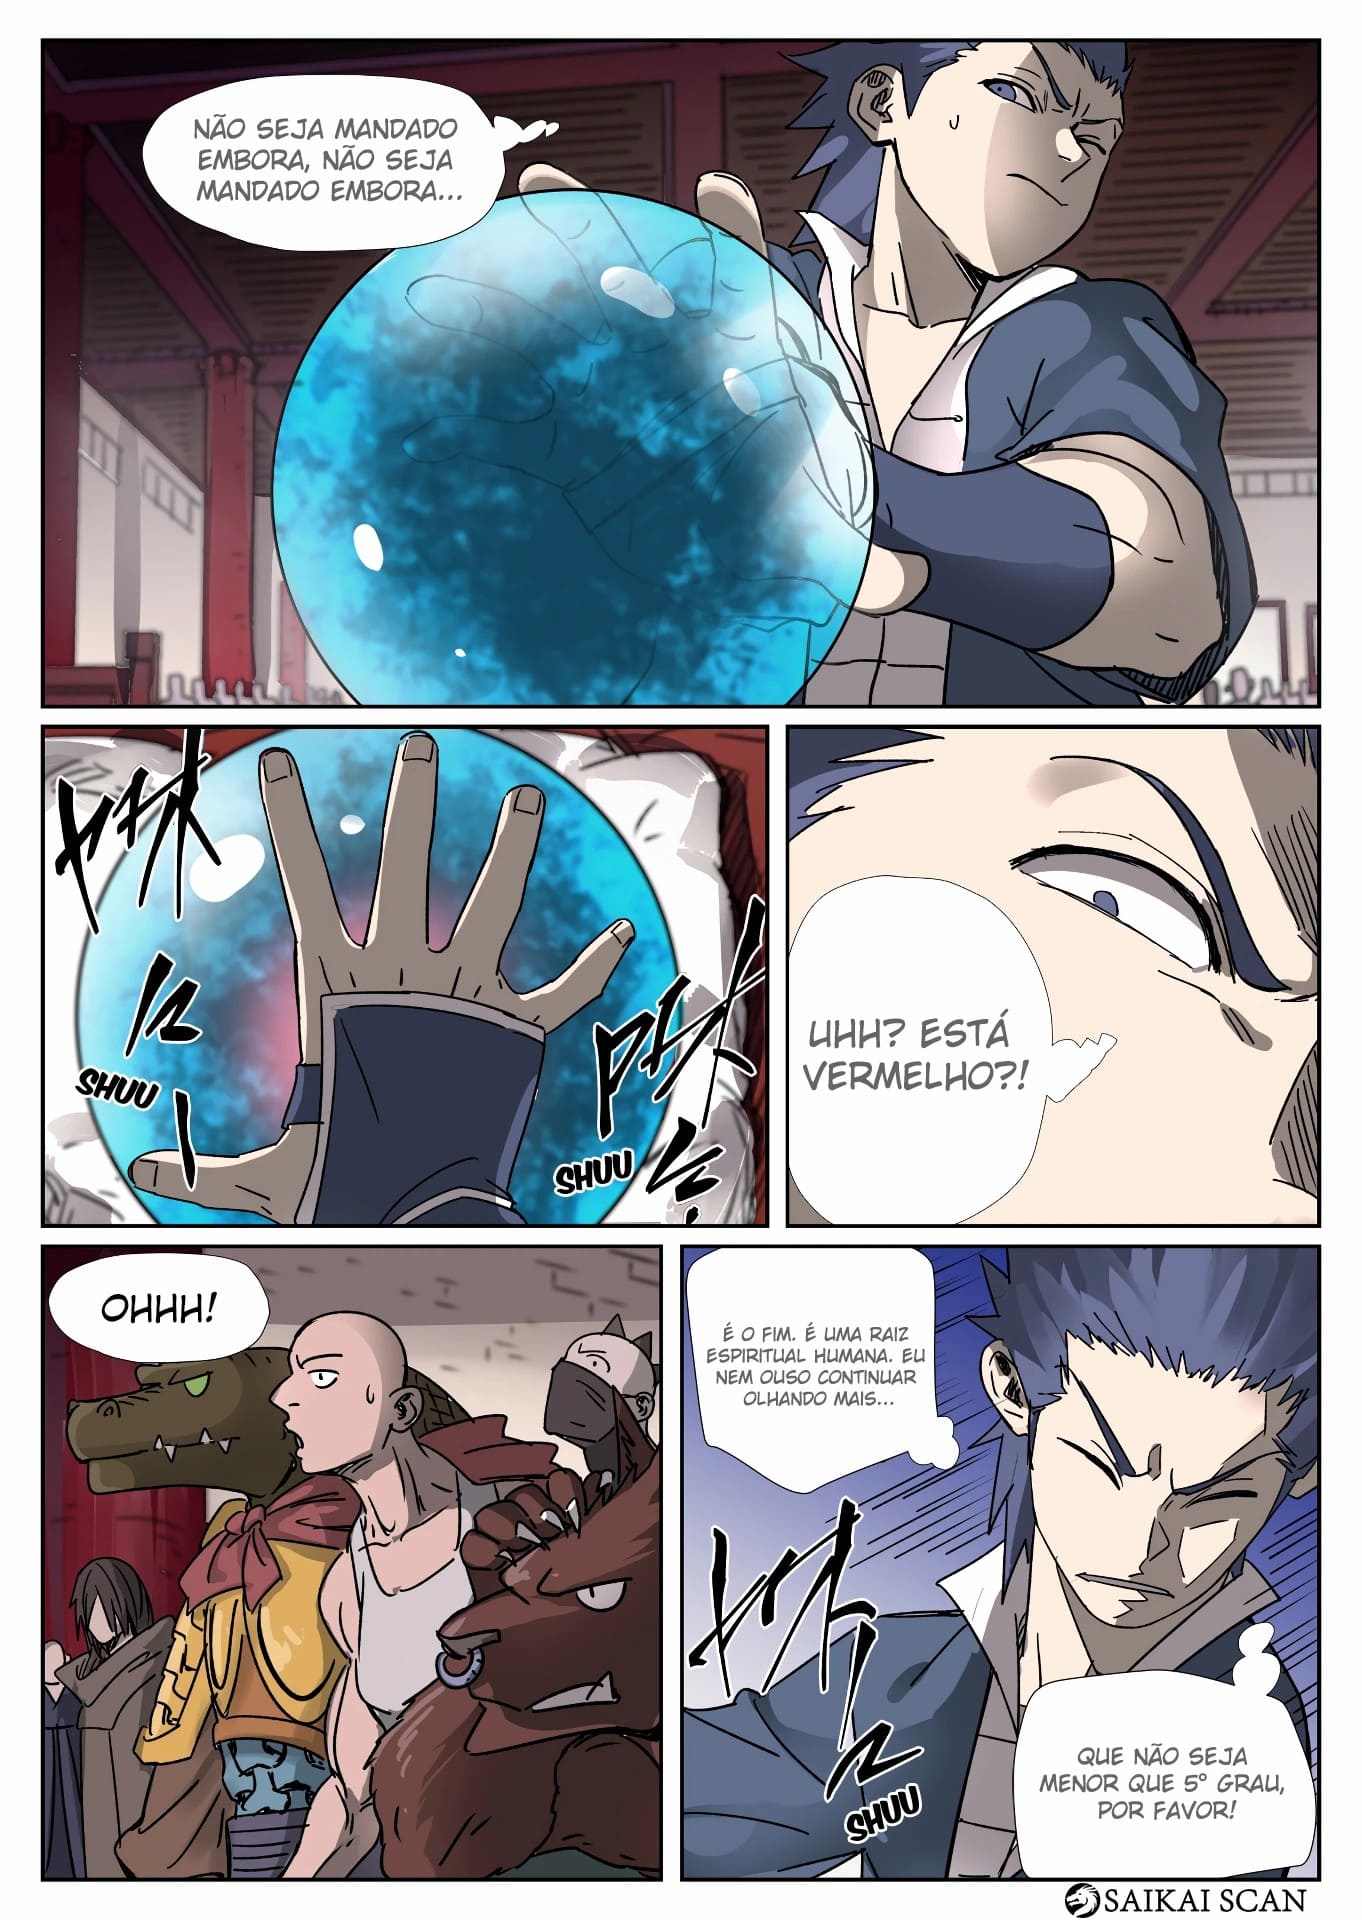 NÃO SEJA MANDADO
EMBORA, NÃO SEJA
MANDADO EMBORA...
SHUU
SHUU
UHH? ESTÁ
VERMELHO?!
OHHH!
É O FIM. É UMA RAIZ
ESPIRITUAL HUMANA. EU
NEM OUSO CONTINUAR
OLHANDO MAIS...
SHUU
QUE NÃO SEJA
MENOR QUE 5° GRAU,
POR FAVOR!
SAIKAI SCAN